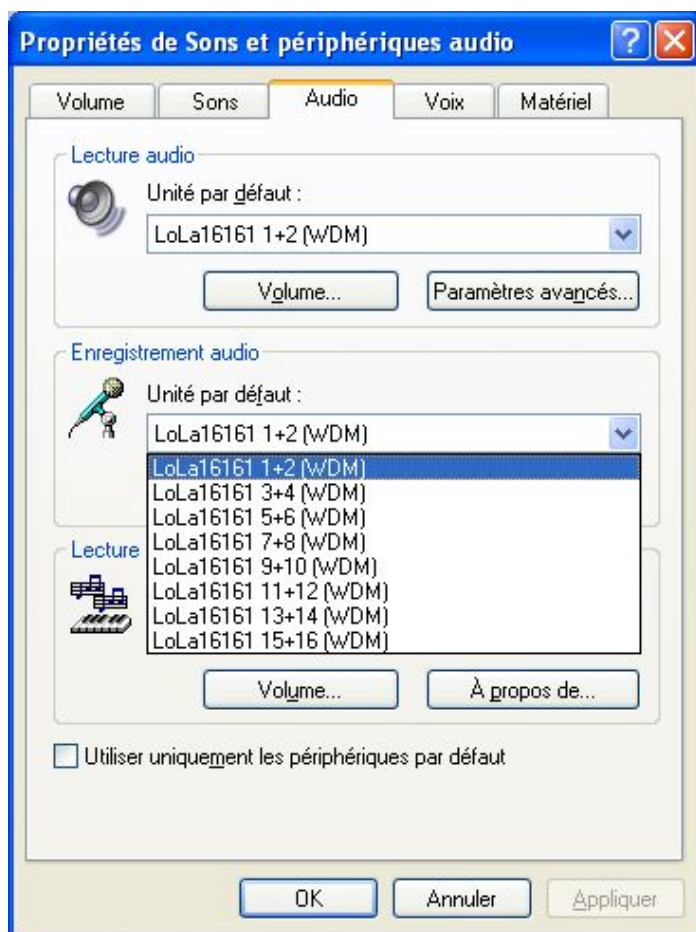 Propriétés de Sons et périphériques audio
Volume
Sons
Audio
Voix
Matériel
Lecture audio
Unité par défaut :
LoLa16161 1+2 (WDM)
Volume...
Paramètres avancés...
Enregistrement audio
Unité par défaut :
LoLa16161 1+2 (WDM)
LoLa16161 1+2 (WDM)
LoLa16161 3+4 (WDM)
LoLa16161 5+6 (WDM)
LoLa16161 7+8 (WDM)
LoLa16161 9+10 (WDM)
LoLa16161 11+12 (WDM)
LoLa16161 13+14 (WDM)
LoLa16161 15+16 (WDM)
Lecture
Volume...
À propos de...
Utiliser uniquement les périphériques par défaut
OK
Annuler
Appliquer